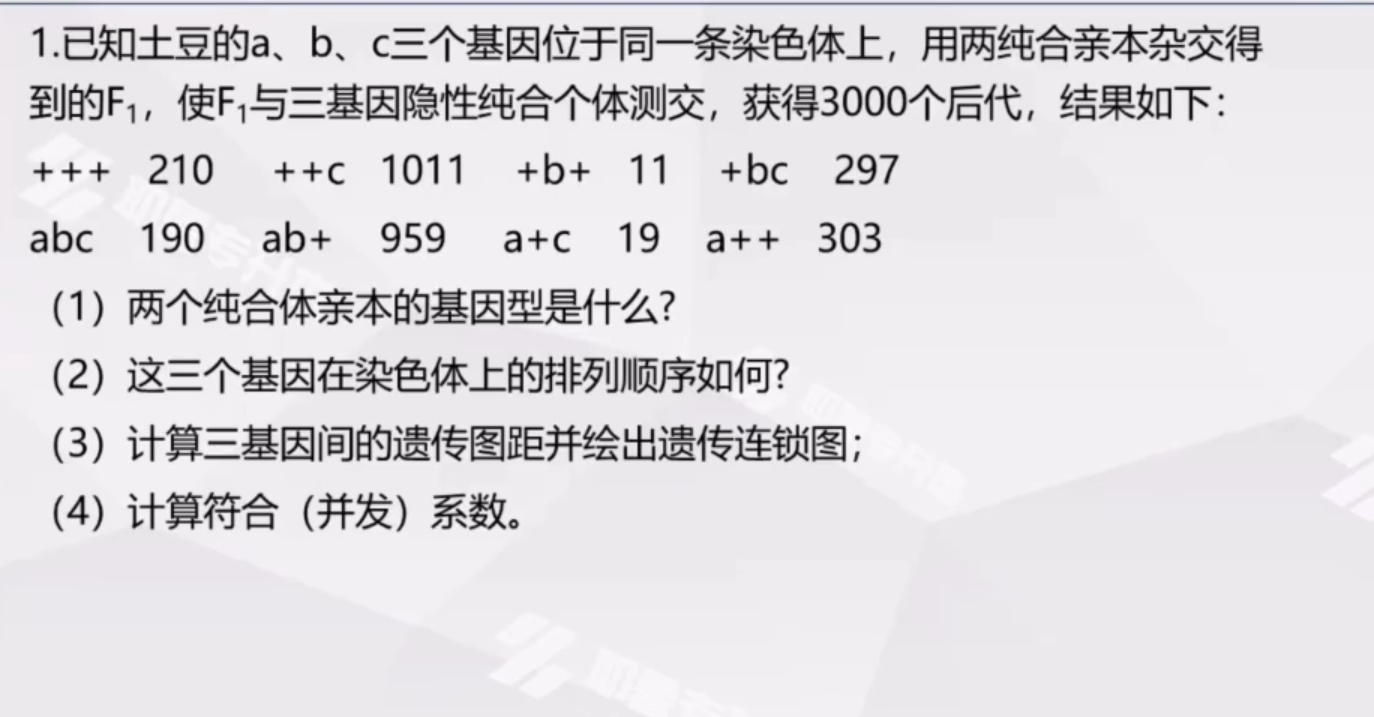 1.已知土豆的a、b、c三个基因位于同一条染色体上，用两纯合亲本杂交得
到的F₁，使F₁与三基因隐性纯合个体测交，获得3000个后代，结果如下：
+++ 210 ++c 1011 +b+ 11 +bc 297
abc 190 ab+ 959 a+c 19 a++ 303
（1）两个纯合体亲本的基因型是什么？
（2）这三个基因在染色体上的排列顺序如何？
（3）计算三基因间的遗传图距并绘出遗传连锁图；
（4）计算符合（并发）系数。